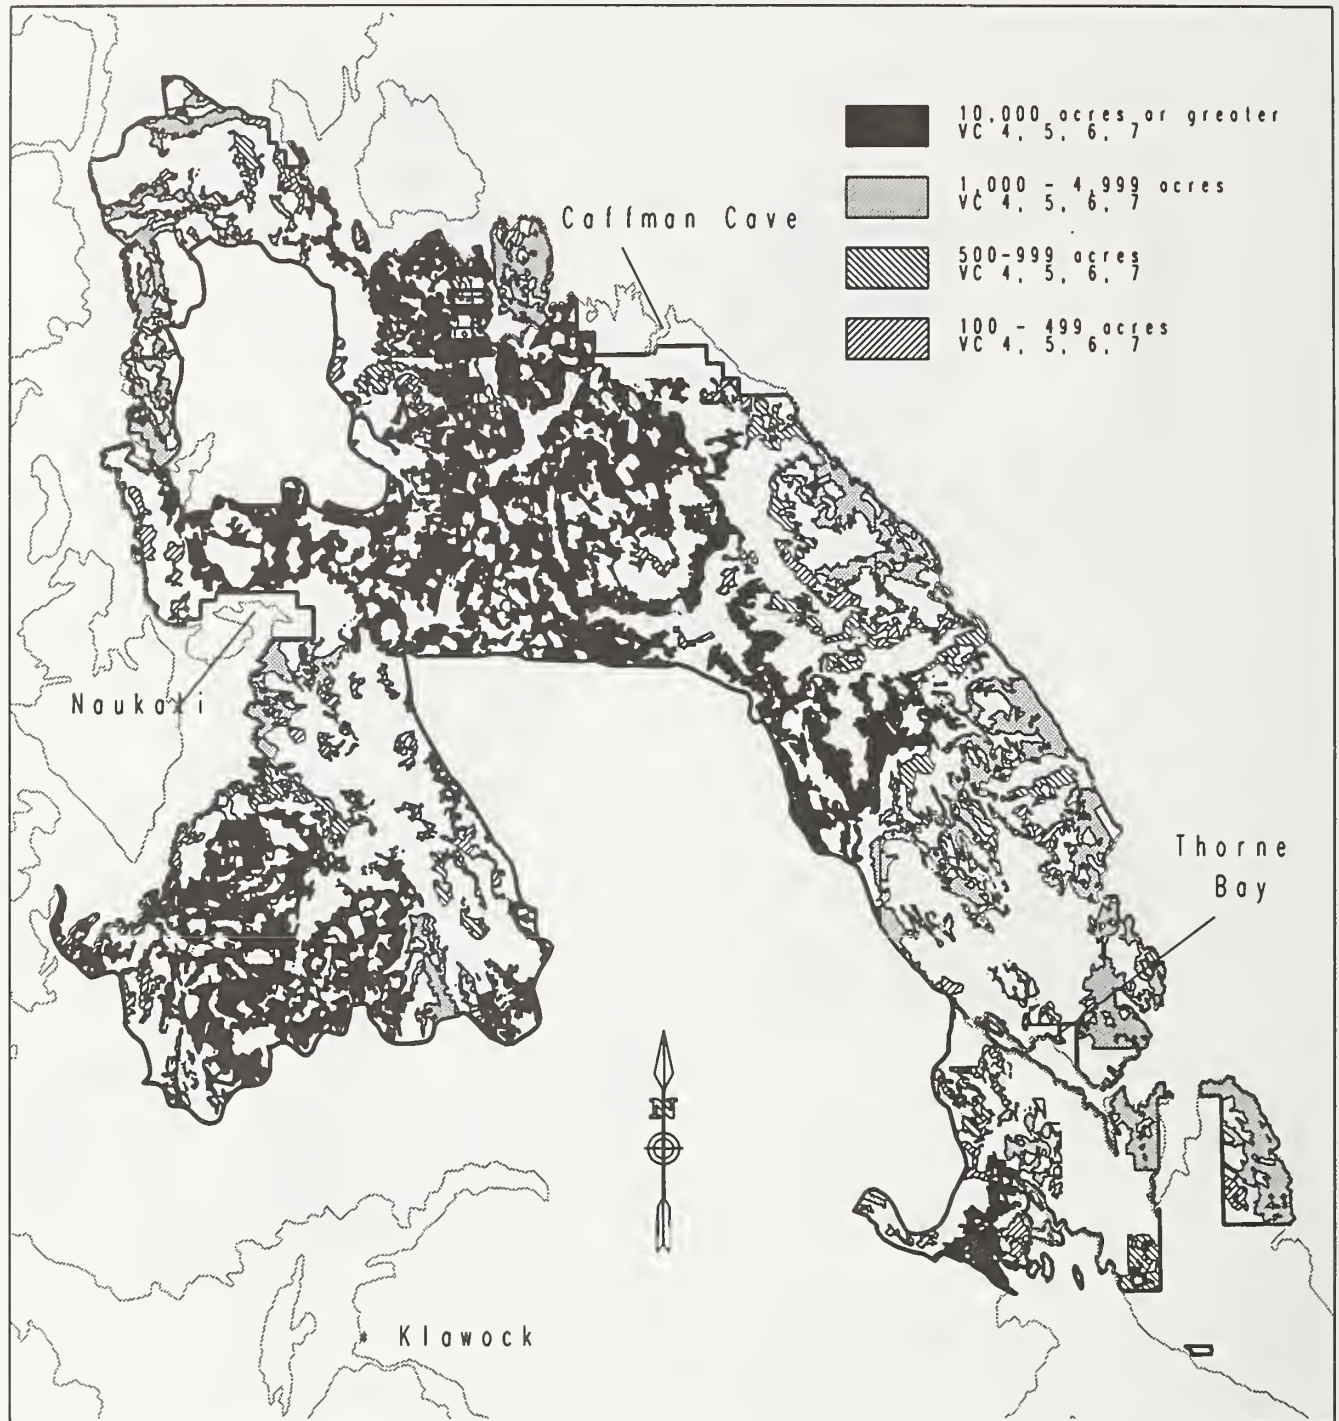 10,000 acres or greater
VC 4, 5, 6, 7
1,000 - 4,999 acres
VC 4, 5, 6, 7
500-999 acres
VC 4, 5, 6, 7
100 - 499 acres
VC 4, 5, 6, 7
Coffman Cove
Naukati
Thorne
Bay
N
* Klawock